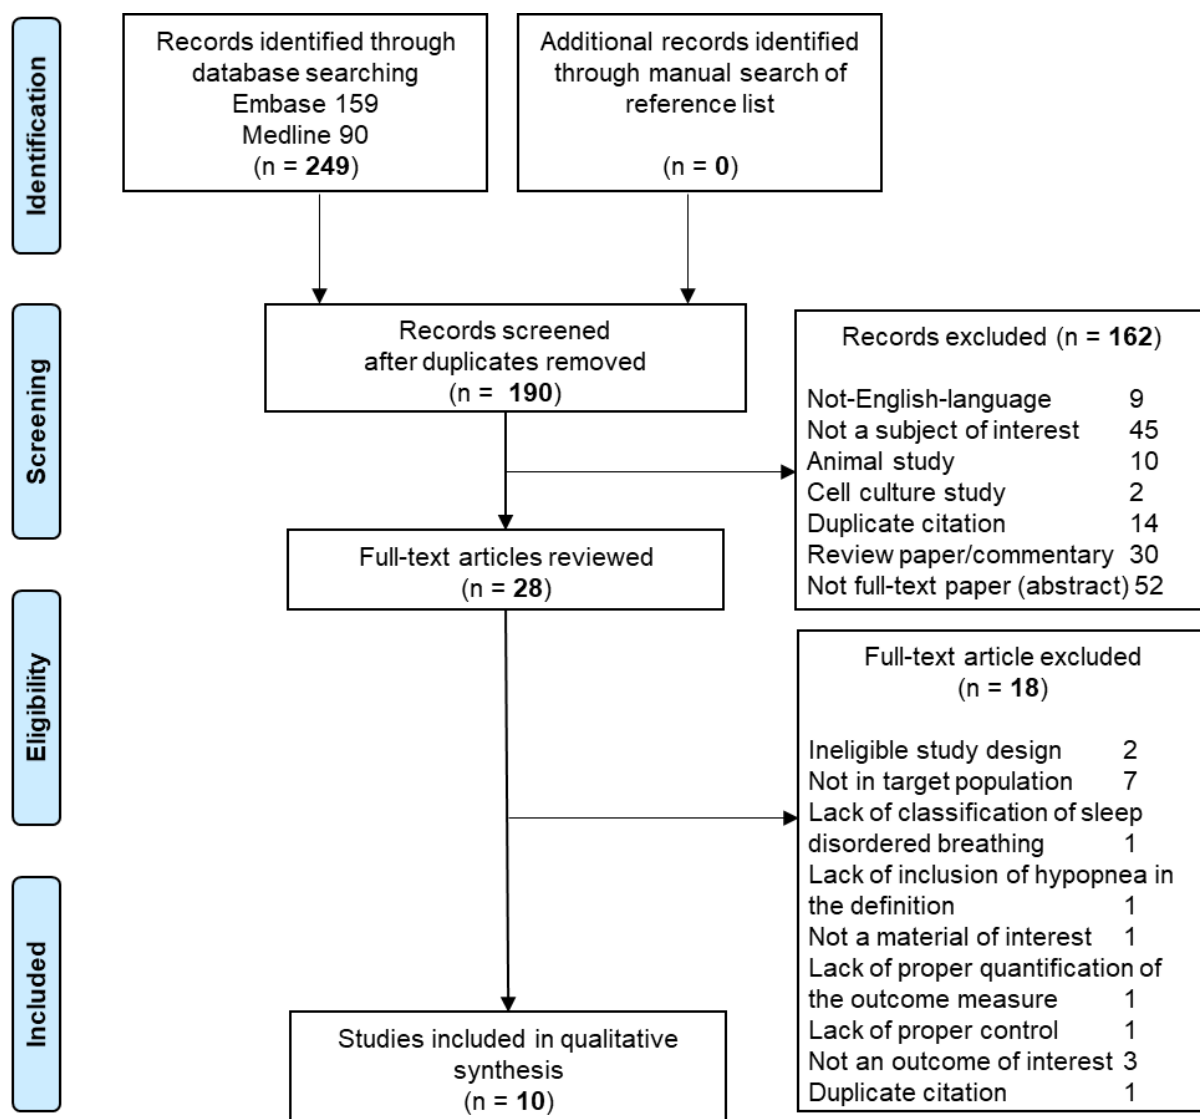 Identification
Records identified through
database searching
Embase 159
Medline 90
(n = 249)
Additional records identified
through manual search of
reference list
(n = 0)
Screening
Records screened
after duplicates removed
(n = 190)
Records excluded (n = 162)
Not-English-language 9
Not a subject of interest 45
Animal study 10
Cell culture study 2
Duplicate citation 14
Review paper/commentary 30
Not full-text paper (abstract) 52
Full-text articles reviewed
(n = 28)
Eligibility
Full-text article excluded
(n = 18)
Ineligible study design 2
Not in target population 7
Lack of classification of sleep
disordered breathing 1
Lack of inclusion of hypopnea in
the definition 1
Not a material of interest 1
Lack of proper quantification of
the outcome measure 1
Lack of proper control 1
Not an outcome of interest 3
Duplicate citation 1
Included
Studies included in qualitative
synthesis
(n = 10)